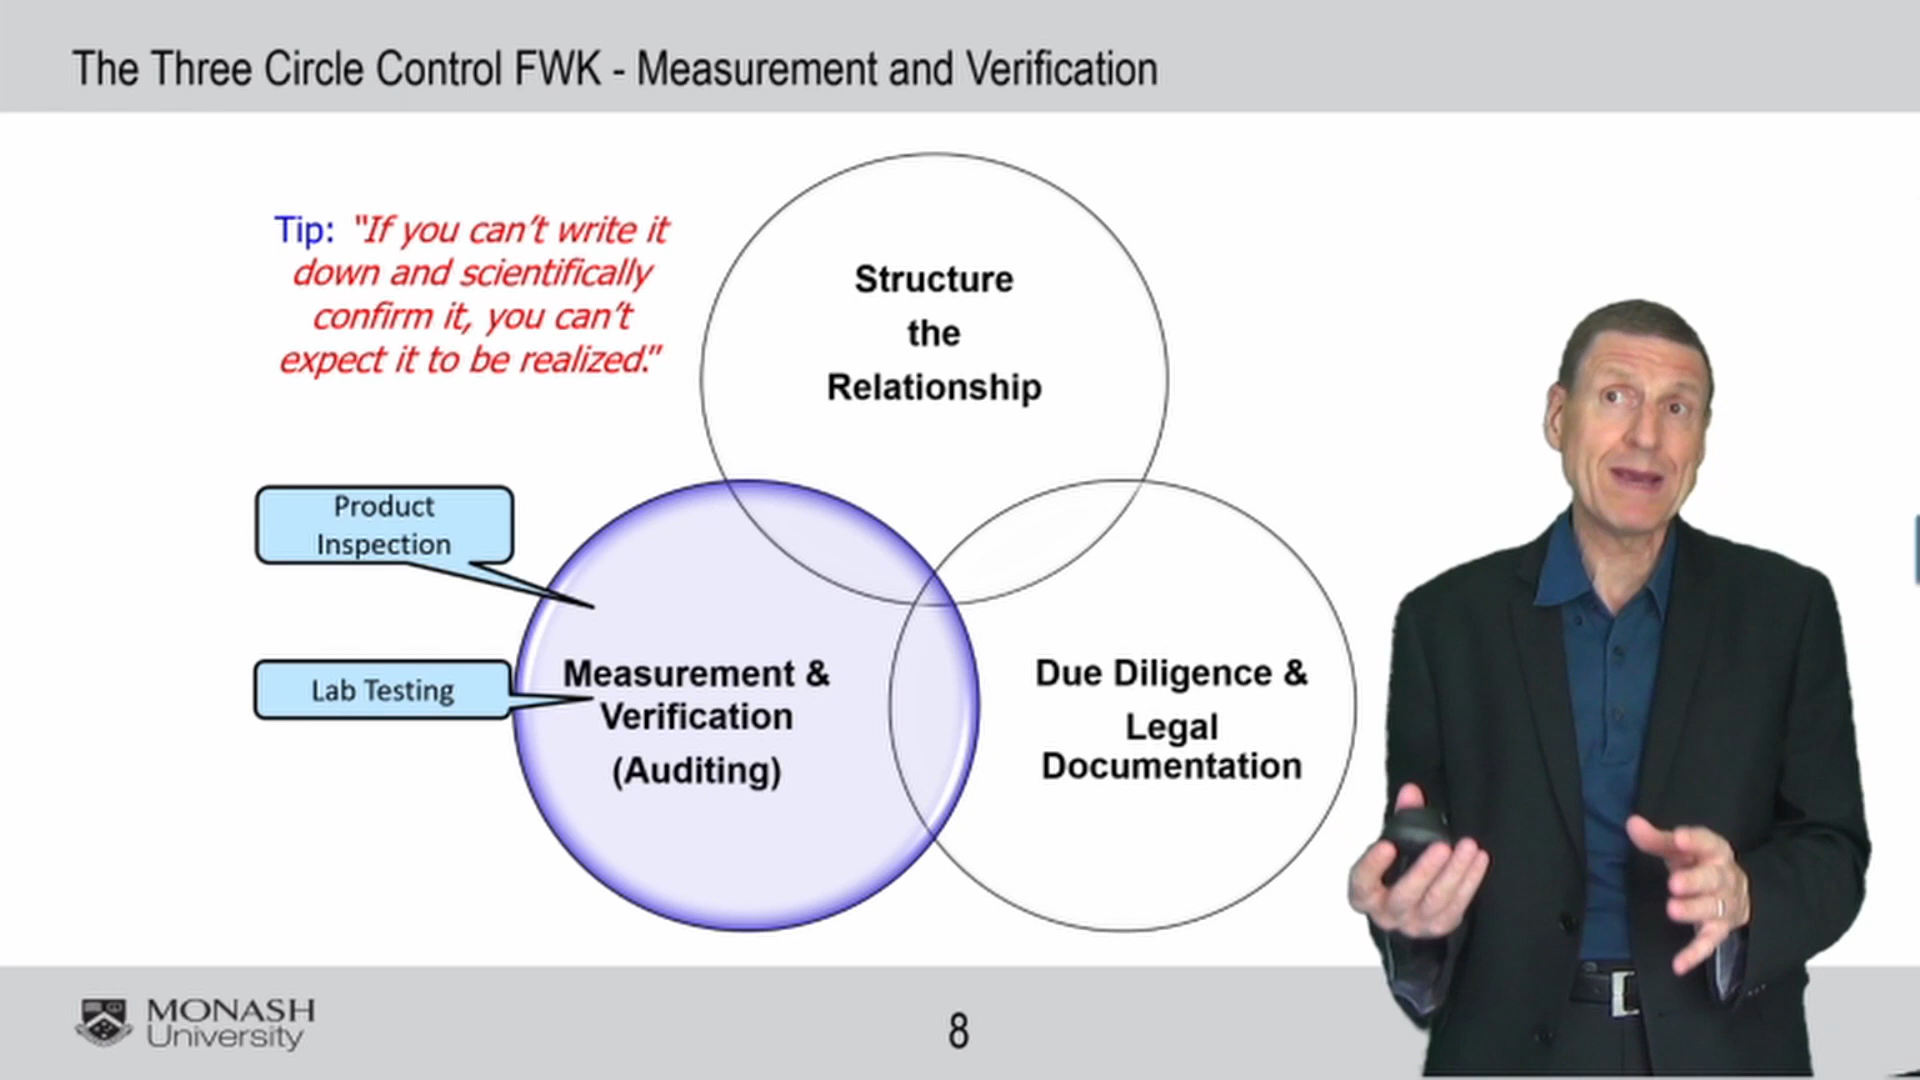 The Three Circle Control FWK - Measurement and Verification
Tip: "If you can't write it
down and scientifically
confirm it, you can't
expect it to be realized."
Structure
the
Relationship
Product
Inspection
Lab Testing
Measurement &
Verification
(Auditing)
Due Diligence &
Legal
Documentation
MONASH
University
8